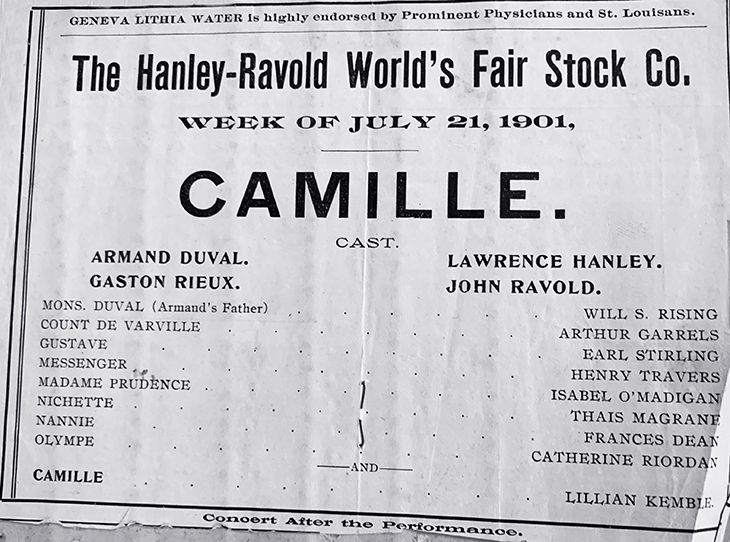 GENEVA LITHIA WATER is highly endorsed by Prominent Physicians and St. Louisans.
The Hanley-Ravold World's Fair Stock Co.
WEEK OF JULY 21, 1901,
CAMILLE.
CAST.
ARMAND DUVAL. LAWRENCE HANLEY.
GASTON RIEUX. JOHN RAVOLD.
MONS. DUVAL (Armand's Father) WILL S. RISING
COUNT DE VARVILLE ARTHUR GARRELS
GUSTAVE EARL STIRLING
MESSENGER HENRY TRAVERS
MADAME PRUDENCE ISABEL O'MADIGAN
NICHETTE THAIS MAGRANE
NANNIE FRANCES DEAN
OLYMPE CATHERINE RIORDAN
AND
CAMILLE LILLIAN KEMBLE.
Concert After the Performance.